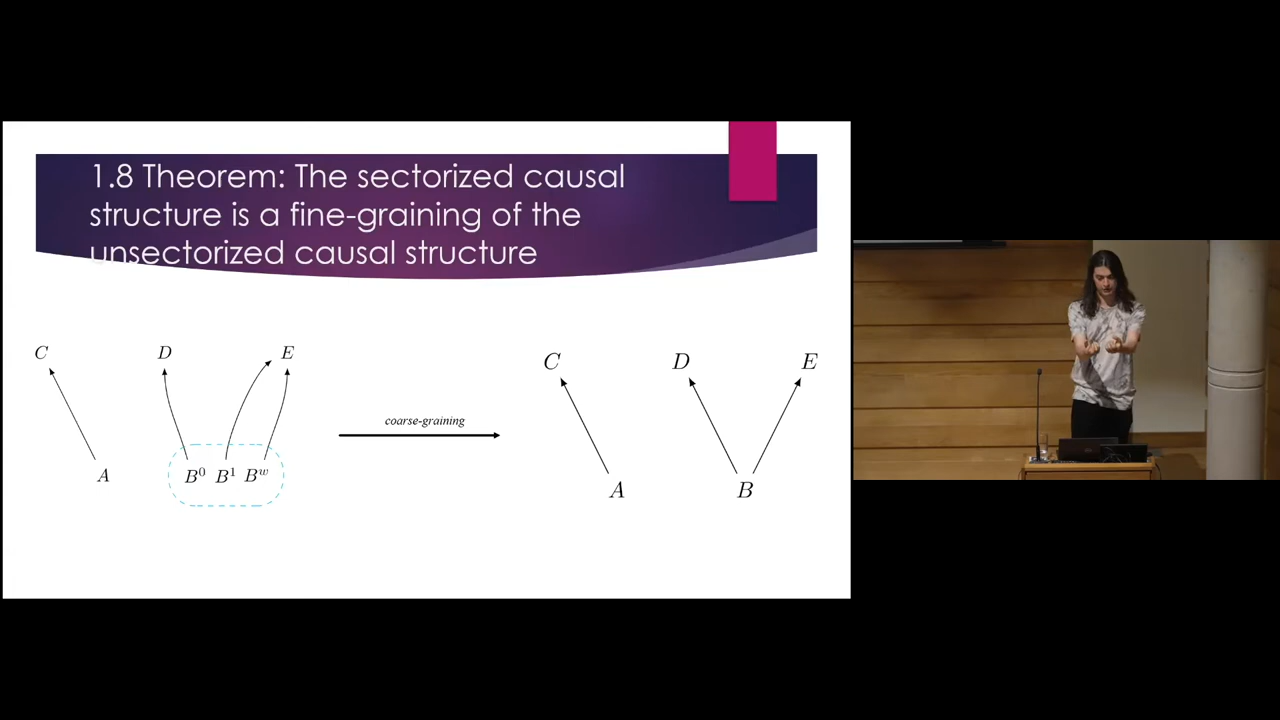 1.8 Theorem: The sectorized causal
structure is a fine-graining of the
unsectorized causal structure
C D E
coarse-graining
A B⁰ B¹ Bʷ
C D E
A B